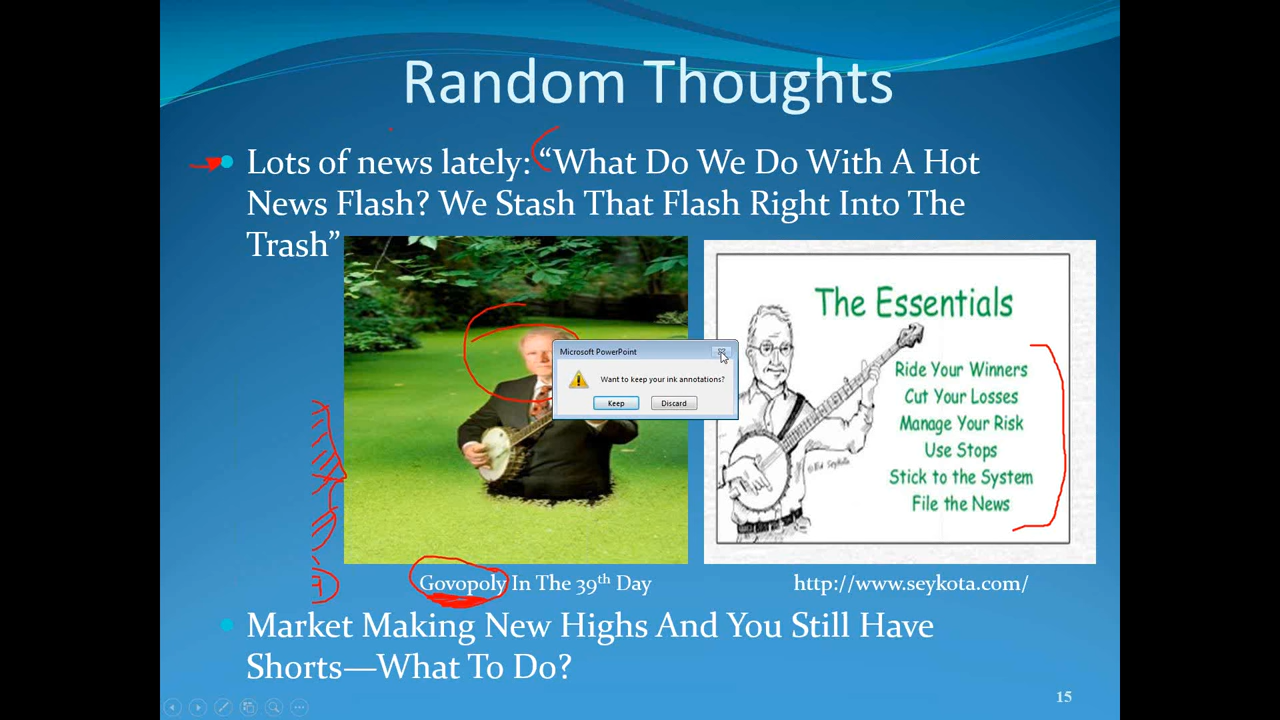 Random Thoughts
Lots of news lately: “What Do We Do With A Hot
News Flash? We Stash That Flash Right Into The
Trash”
The Essentials
Ride Your Winners
Cut Your Losses
Manage Your Risk
Use Stops
Stick to the System
File the News
©Ed Seykota
Microsoft PowerPoint
Want to keep your ink annotations?
Keep
Discard
Govopoly In The 39th Day
http://www.seykota.com/
Market Making New Highs And You Still Have
Shorts—What To Do?
15